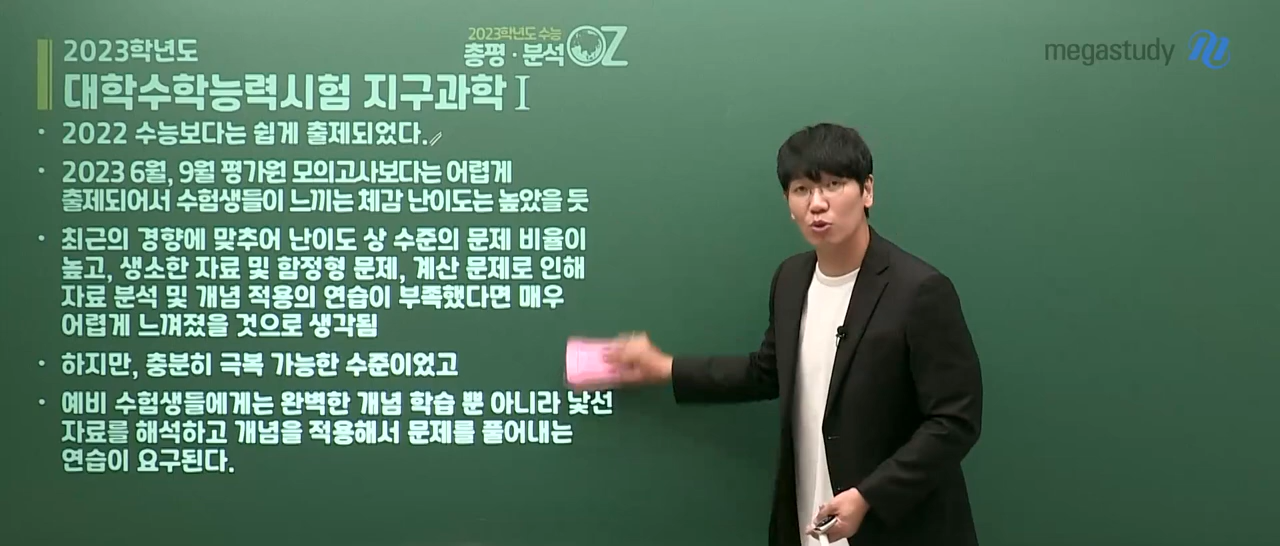 2023학년도
대학수학능력시험 지구과학 I
2023학년도 수능
총평·분석 OZ
megastudy
• 2022 수능보다는 쉽게 출제되었다.
• 2023 6월, 9월 평가원 모의고사보다는 어렵게
출제되어서 수험생들이 느끼는 체감 난이도는 높았을 듯
• 최근의 경향에 맞추어 난이도 상 수준의 문제 비율이
높고, 생소한 자료 및 함정형 문제, 계산 문제로 인해
자료 분석 및 개념 적용의 연습이 부족했다면 매우
어렵게 느껴졌을 것으로 생각됨
• 하지만, 충분히 극복 가능한 수준이었고
• 예비 수험생들에게는 완벽한 개념 학습 뿐 아니라 낯선
자료를 해석하고 개념을 적용해서 문제를 풀어내는
연습이 요구된다.